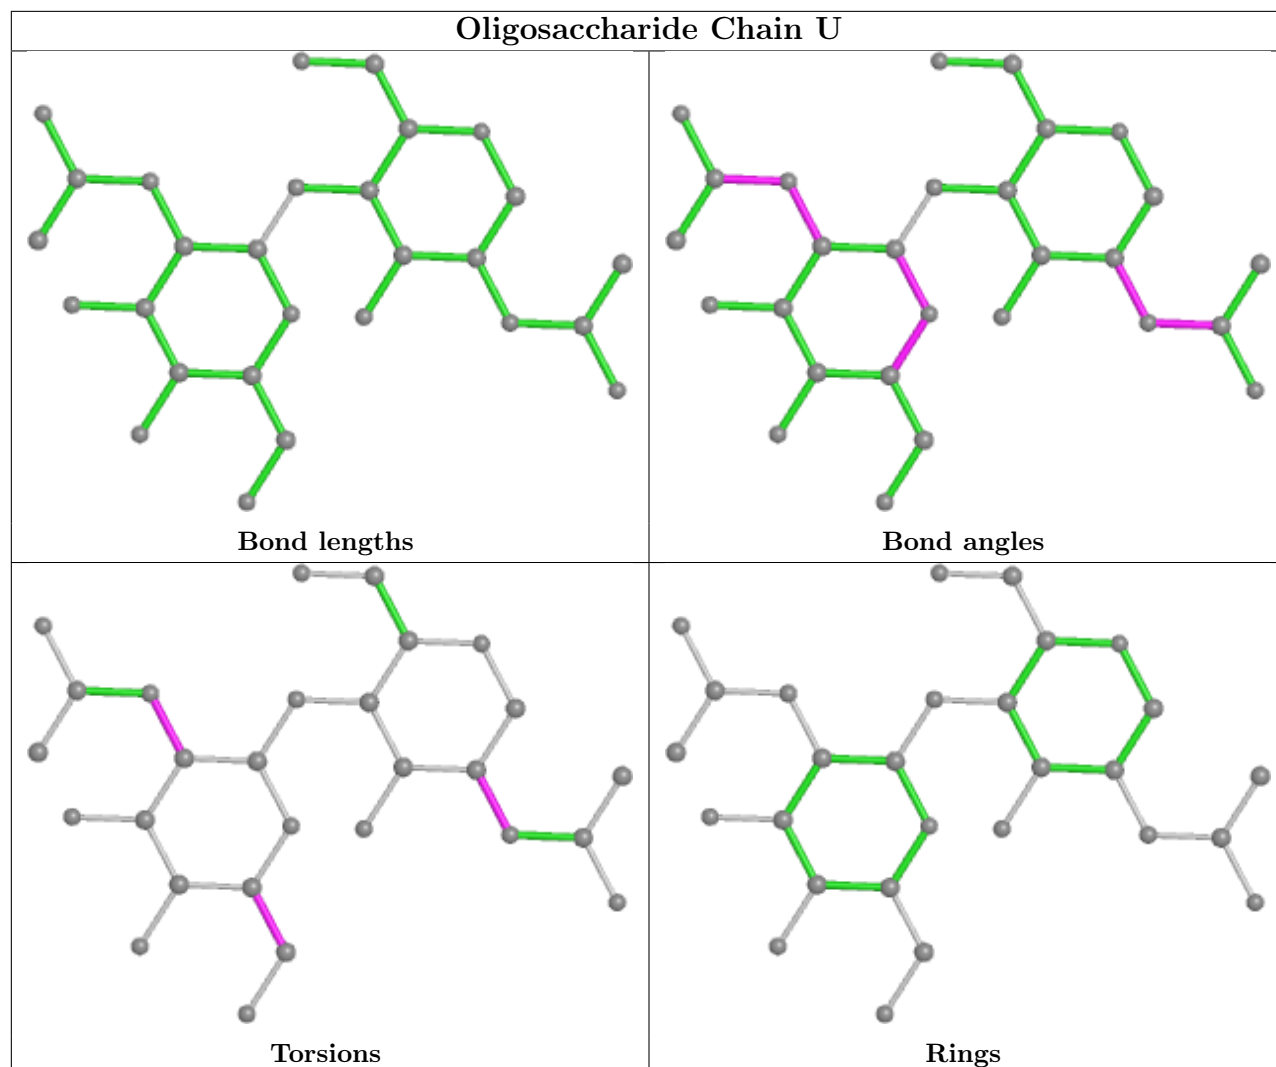 Oligosaccharide Chain U
Bond lengths
Bond angles
Torsions
Rings